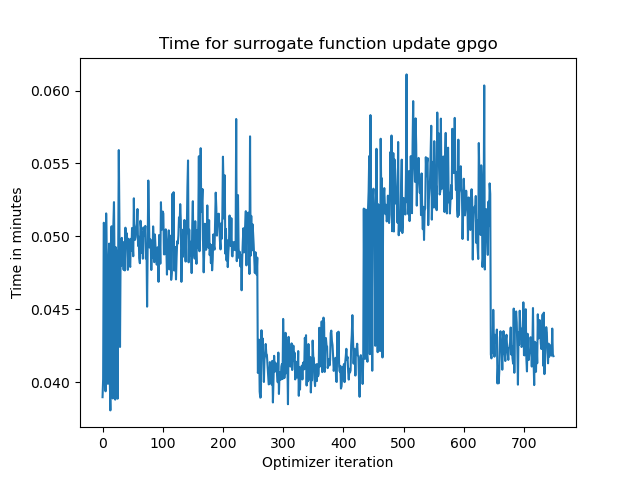 Time for surrogate function update gpgo
Time in minutes
0.060
0.055
0.050
0.045
0.040
0 100 200 300 400 500 600 700
Optimizer iteration